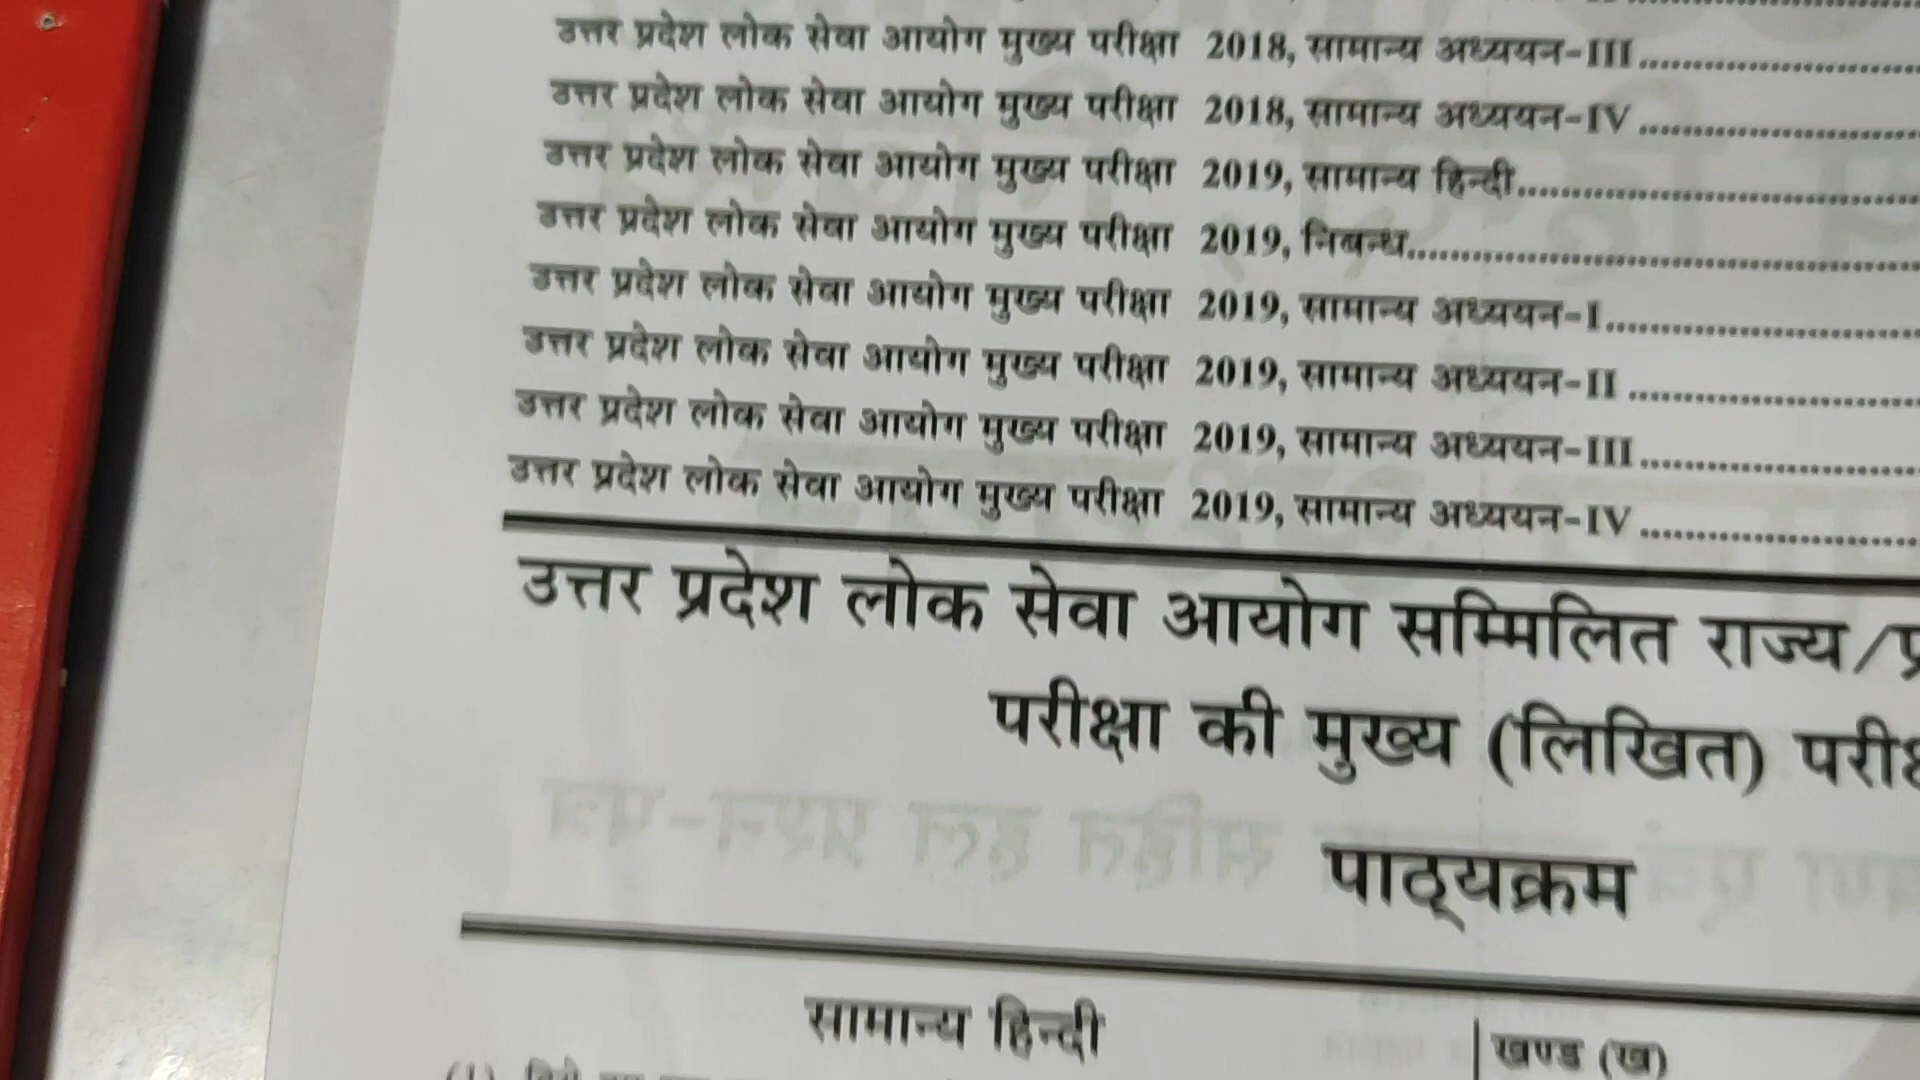 उत्तर प्रदेश लोक सेवा आयोग मुख्य परीक्षा 2018, सामान्य अध्ययन-III
उत्तर प्रदेश लोक सेवा आयोग मुख्य परीक्षा 2018, सामान्य अध्ययन-IV
उत्तर प्रदेश लोक सेवा आयोग मुख्य परीक्षा 2019, सामान्य हिन्दी
उत्तर प्रदेश लोक सेवा आयोग मुख्य परीक्षा 2019, निबन्ध
उत्तर प्रदेश लोक सेवा आयोग मुख्य परीक्षा 2019, सामान्य अध्ययन-I
उत्तर प्रदेश लोक सेवा आयोग मुख्य परीक्षा 2019, सामान्य अध्ययन-II
उत्तर प्रदेश लोक सेवा आयोग मुख्य परीक्षा 2019, सामान्य अध्ययन-III
उत्तर प्रदेश लोक सेवा आयोग मुख्य परीक्षा 2019, सामान्य अध्ययन-IV
उत्तर प्रदेश लोक सेवा आयोग सम्मिलित राज्य/
परीक्षा की मुख्य (लिखित)
पाठ्यक्रम
सामान्य हिन्दी
खण्ड (ख)